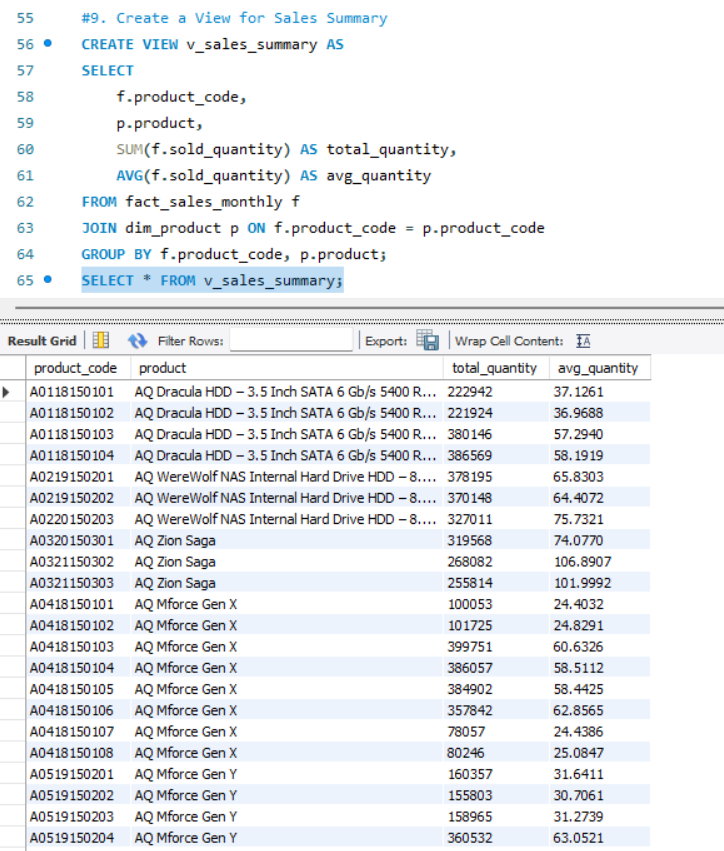 55 #9. Create a View for Sales Summary
56 CREATE VIEW v_sales_summary AS
57 SELECT
58 f.product_code,
59 p.product,
60 SUM(f.sold_quantity) AS total_quantity,
61 AVG(f.sold_quantity) AS avg_quantity
62 FROM fact_sales_monthly f
63 JOIN dim_product p ON f.product_code = p.product_code
64 GROUP BY f.product_code, p.product;
65 SELECT * FROM v_sales_summary;
Result Grid Filter Rows: Export: Wrap Cell Content:
product_code product total_quantity avg_quantity
A0118150101 AQ Dracula HDD – 3.5 Inch SATA 6 Gb/s 5400 R... 222942 37.1261
A0118150102 AQ Dracula HDD – 3.5 Inch SATA 6 Gb/s 5400 R... 221924 36.9688
A0118150103 AQ Dracula HDD – 3.5 Inch SATA 6 Gb/s 5400 R... 380146 57.2940
A0118150104 AQ Dracula HDD – 3.5 Inch SATA 6 Gb/s 5400 R... 386569 58.1919
A0219150201 AQ WereWolf NAS Internal Hard Drive HDD – 8.... 378195 65.8303
A0219150202 AQ WereWolf NAS Internal Hard Drive HDD – 8.... 370148 64.4072
A0220150203 AQ WereWolf NAS Internal Hard Drive HDD – 8.... 327011 75.7321
A0320150301 AQ Zion Saga 319568 74.0770
A0321150302 AQ Zion Saga 268082 106.8907
A0321150303 AQ Zion Saga 255814 101.9992
A0418150101 AQ Mforce Gen X 100053 24.4032
A0418150102 AQ Mforce Gen X 101725 24.8291
A0418150103 AQ Mforce Gen X 399751 60.6326
A0418150104 AQ Mforce Gen X 386057 58.5112
A0418150105 AQ Mforce Gen X 384902 58.4425
A0418150106 AQ Mforce Gen X 357842 62.8565
A0418150107 AQ Mforce Gen X 78057 24.4386
A0418150108 AQ Mforce Gen X 80246 25.0847
A0519150201 AQ Mforce Gen Y 160357 31.6411
A0519150202 AQ Mforce Gen Y 155803 30.7061
A0519150203 AQ Mforce Gen Y 158965 31.2739
A0519150204 AQ Mforce Gen Y 360532 63.0521